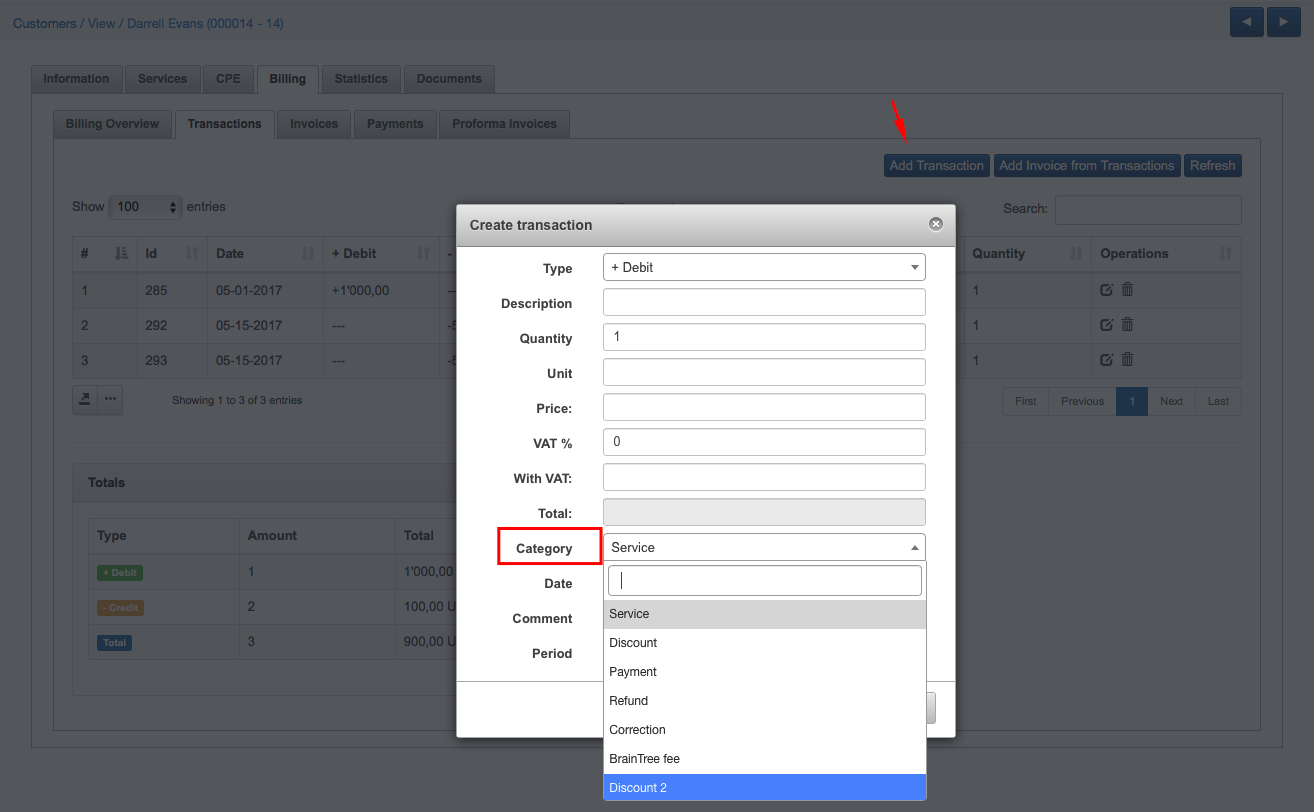 Customers / View / Darrell Evans (000014 - 14)
Information Services CPE Billing Statistics Documents
Billing Overview Transactions Invoices Payments Proforma Invoices
Add Transaction Add Invoice from Transactions Refresh
Show 100 entries Search:
# Id Date + Debit - Quantity Operations
1 285 05-01-2017 +1'000,00 1
2 292 05-15-2017 --- 1
3 293 05-15-2017 --- 1
Showing 1 to 3 of 3 entries First Previous 1 Next Last
Totals
Type Amount Total
+ Debit 1 1'000,00
- Credit 2 100,00 U
Total 3 900,00 U
Create transaction
Type + Debit
Description
Quantity 1
Unit
Price:
VAT % 0
With VAT:
Total:
Category Service
Date
Comment
Period
Service
Discount
Payment
Refund
Correction
BrainTree fee
Discount 2